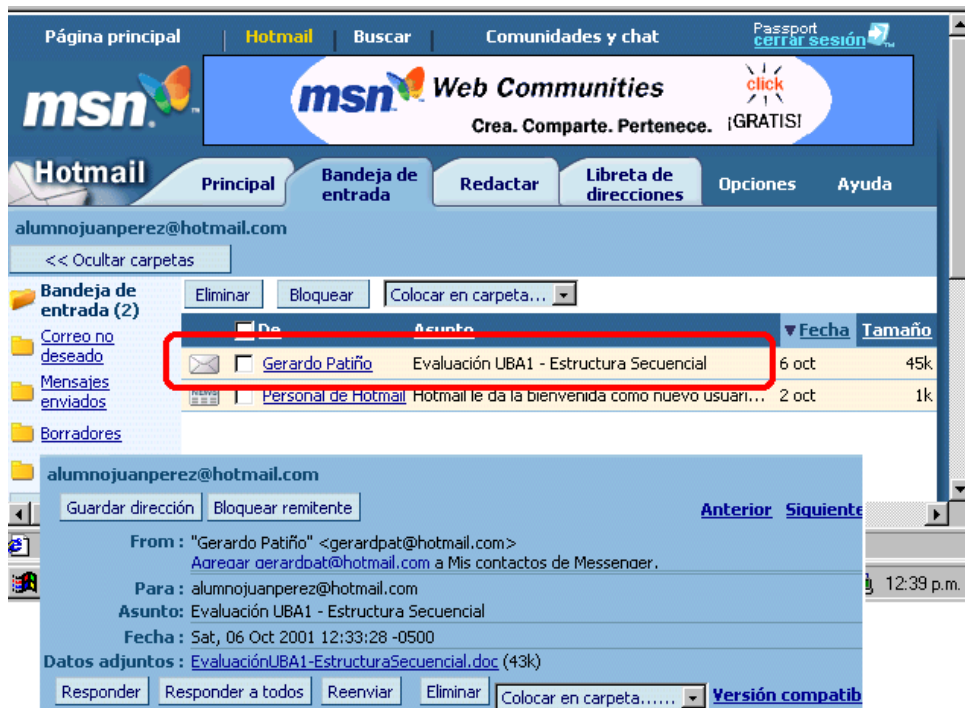 Página principal | Hotmail Buscar Comunidades y chat Passport cerrar sesión
msn
msn Web Communities click
Crea. Comparte. Pertenece. ¡GRATIS!
Hotmail Principal Bandeja de entrada Redactar Libreta de direcciones Opciones Ayuda
alumnojuanperez@hotmail.com
<< Ocultar carpetas
Bandeja de entrada (2)
Eliminar Bloquear Colocar en carpeta...
De Asunto Fecha Tamaño
Correo no deseado
Gerardo Patiño Evaluación UBA1 - Estructura Secuencial 6 oct 45k
Mensajes enviados
Personal de Hotmail Hotmail le da la bienvenida como nuevo usuari... 2 oct 1k
Borradores
alumnojuanperez@hotmail.com
Guardar dirección Bloquear remitente Anterior Siguiente
From : "Gerardo Patiño" <gerardpat@hotmail.com>
Agregar gerardpat@hotmail.com a Mis contactos de Messenger.
Para : alumnojuanperez@hotmail.com
12:39 p.m.
Asunto: Evaluación UBA1 - Estructura Secuencial
Fecha : Sat, 06 Oct 2001 12:33:28 -0500
Datos adjuntos : EvaluaciónUBA1-EstructuraSecuencial.doc (43k)
Responder Responder a todos Reenviar Eliminar Colocar en carpeta...... Versión compatib